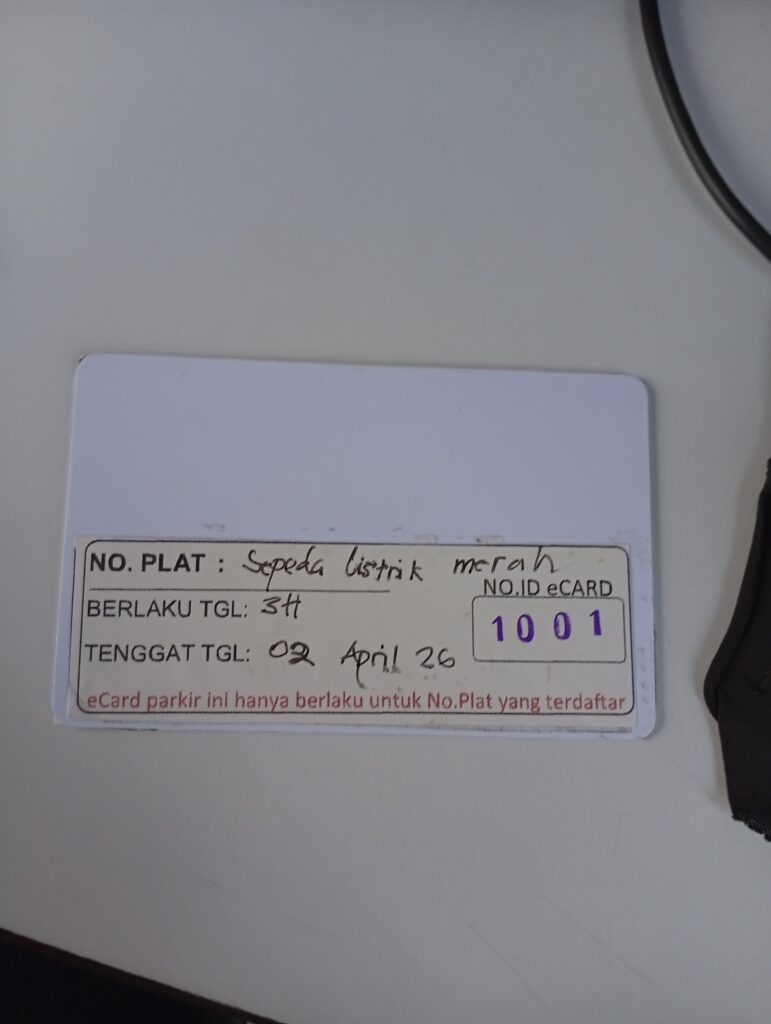 NO. PLAT : Sepeda listrik merah
NO.ID eCARD
BERLAKU TGL: 3H
1001
TENGGAT TGL: 02 April 26
eCard parkir ini hanya berlaku untuk No.Plat yang terdaftar